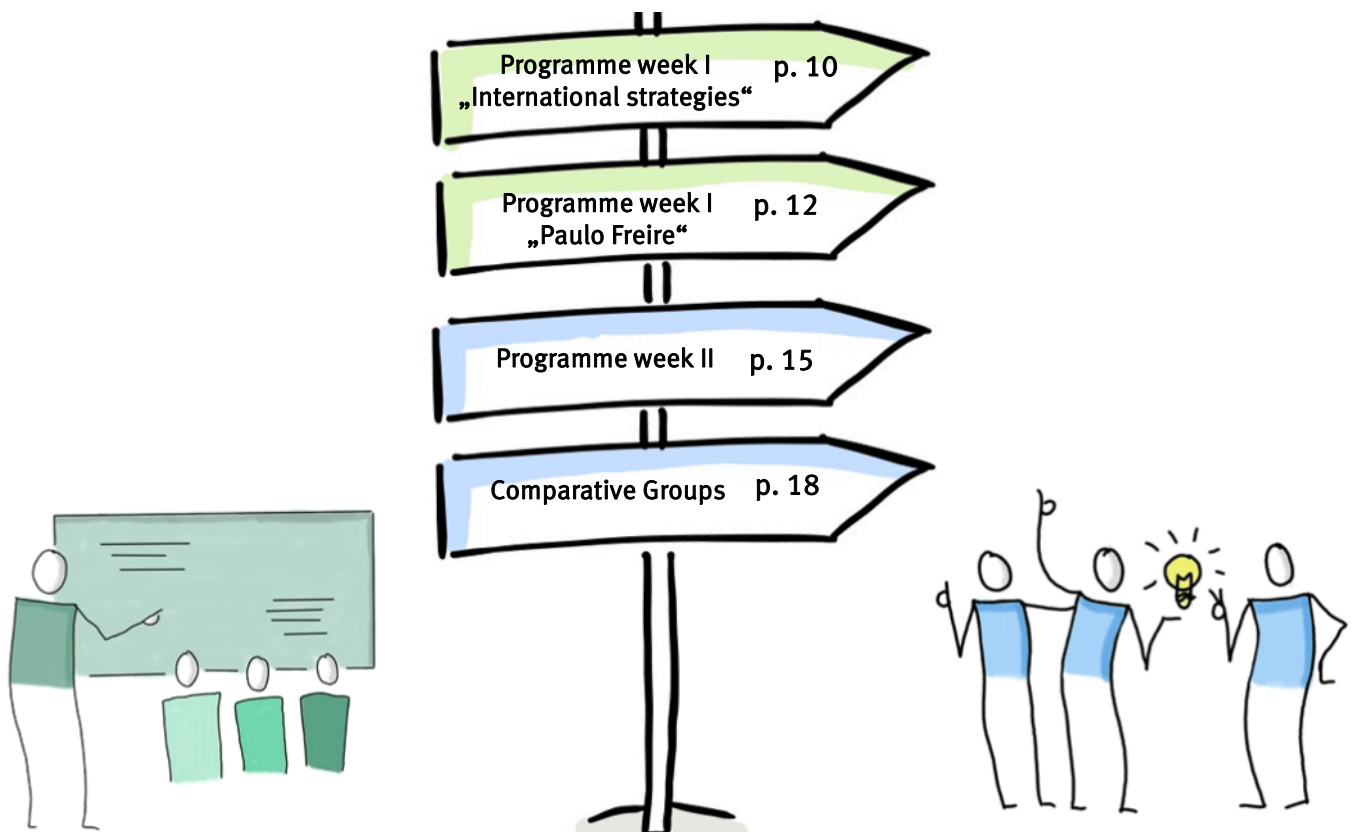 Programme week I p. 10
„International strategies“
Programme week I p. 12
„Paulo Freire“
Programme week II p. 15
Comparative Groups p. 18